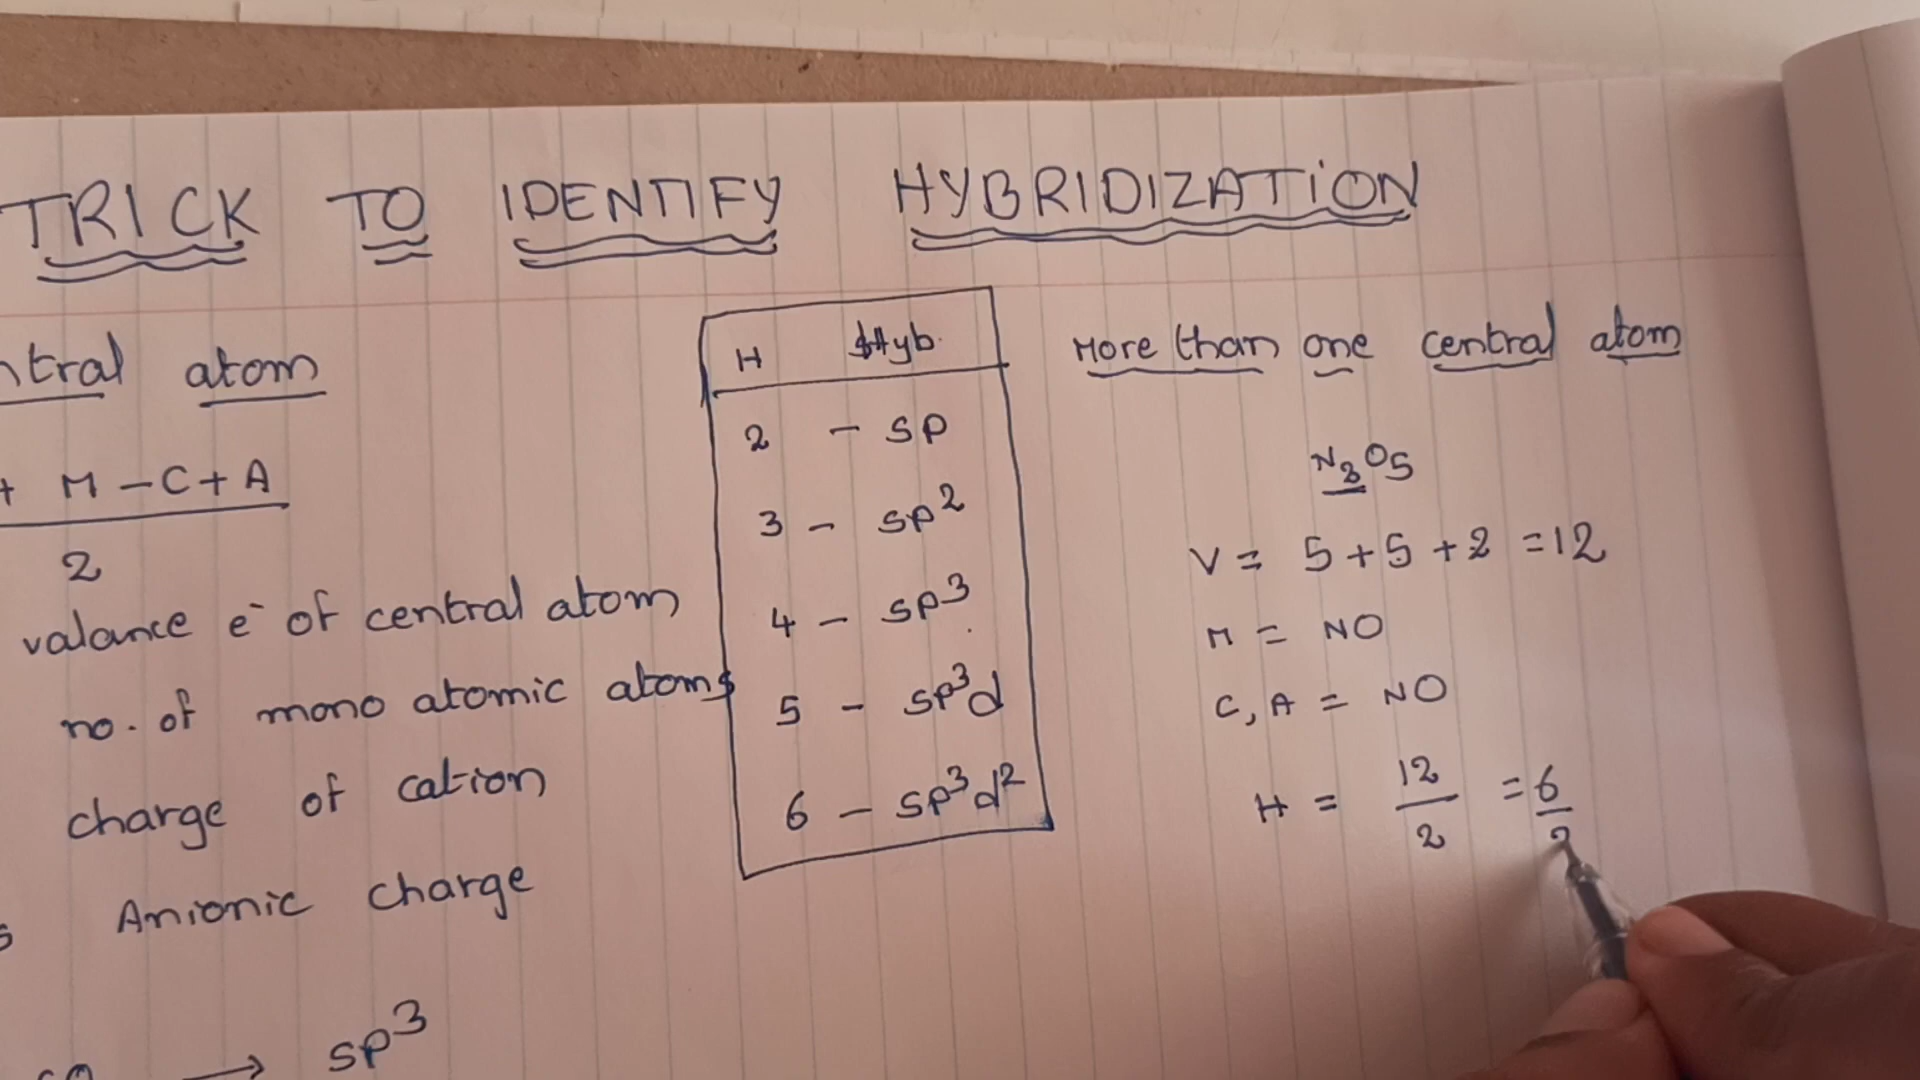 TRICK TO IDENTIFY HYBRIDIZATION
ntral atom
+ M - C + A
2
valance e⁻ of central atom
no. of mono atomic atoms
charge of cation
Anionic charge
→ sp³
H Hyb.
2 - sp
3 - sp²
4 - sp³
5 - sp³d
6 - sp³d²
More than one central atom
N₂O₅
V = 5 + 5 + 2 = 12
M = NO
C, A = NO
H = 12/2 = 6/2